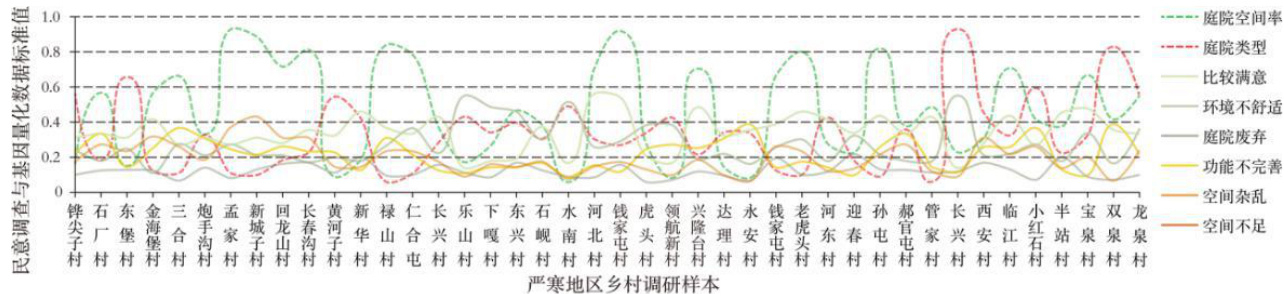 民意调查与基因量化数据标准值
1.0
0.8
0.6
0.4
0.2
0
铧尖子村
石厂村
东堡村
金海堡村
三合村
炮手沟村
孟家村
新城子村
回龙山村
长春沟村
黄河子村
新华村
禄山村
仁合屯
长兴村
乐山村
下嘎村
东兴村
石岘村
水南村
河北村
钱家屯村
虎头村
领航新村
兴隆台村
达理村
永安村
钱家屯村
老虎头村
河东村
迎春村
孙屯村
郝官屯村
管家村
长兴村
西安村
临江村
小红石村
半站村
宝泉村
双泉村
龙泉村
严寒地区乡村调研样本
庭院空间率
庭院类型
比较满意
环境不舒适
庭院废弃
功能不完善
空间杂乱
空间不足